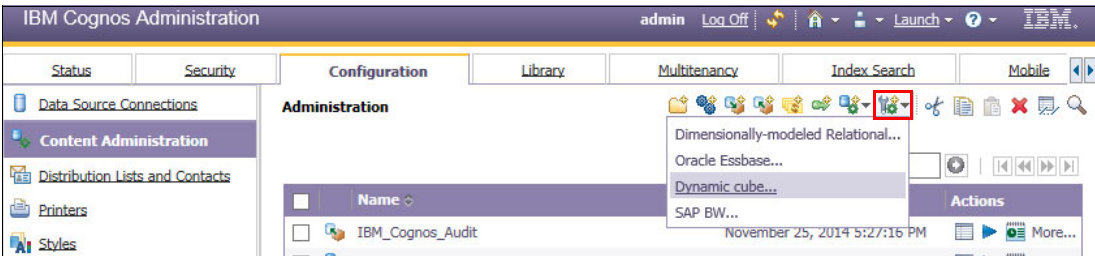 IBM Cognos Administration admin Log Off Launch IBM.
Status Security Configuration Library Multitenancy Index Search Mobile
Data Source Connections
Content Administration
Distribution Lists and Contacts
Printers
Styles
Administration
Dimensionally-modeled Relational...
Oracle Essbase...
Dynamic cube...
SAP BW...
Name Actions
IBM_Cognos_Audit November 25, 2014 5:27:16 PM More...